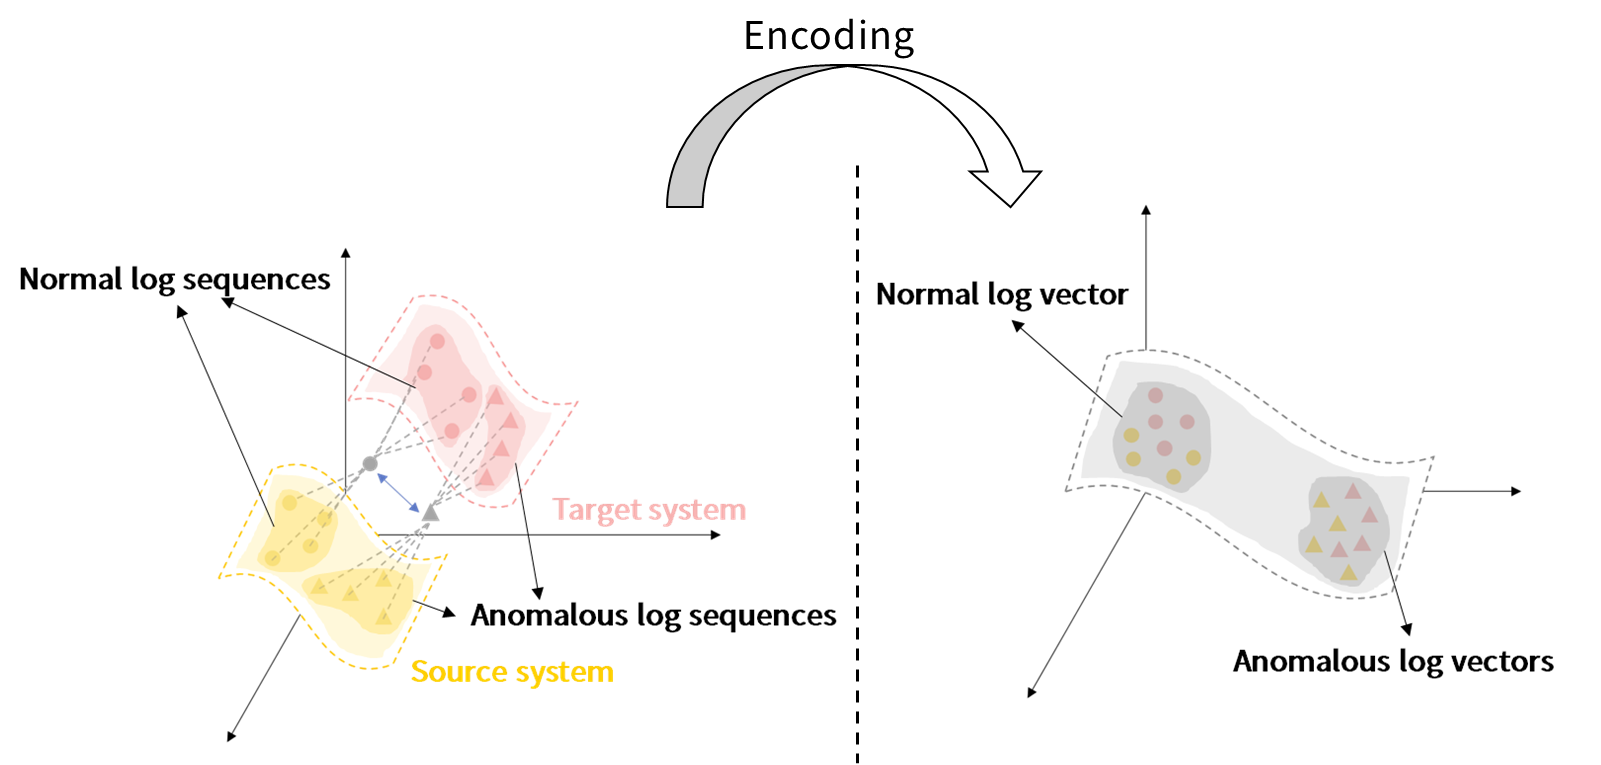 Encoding
Normal log sequences
Target system
Anomalous log sequences
Source system
Normal log vector
Anomalous log vectors